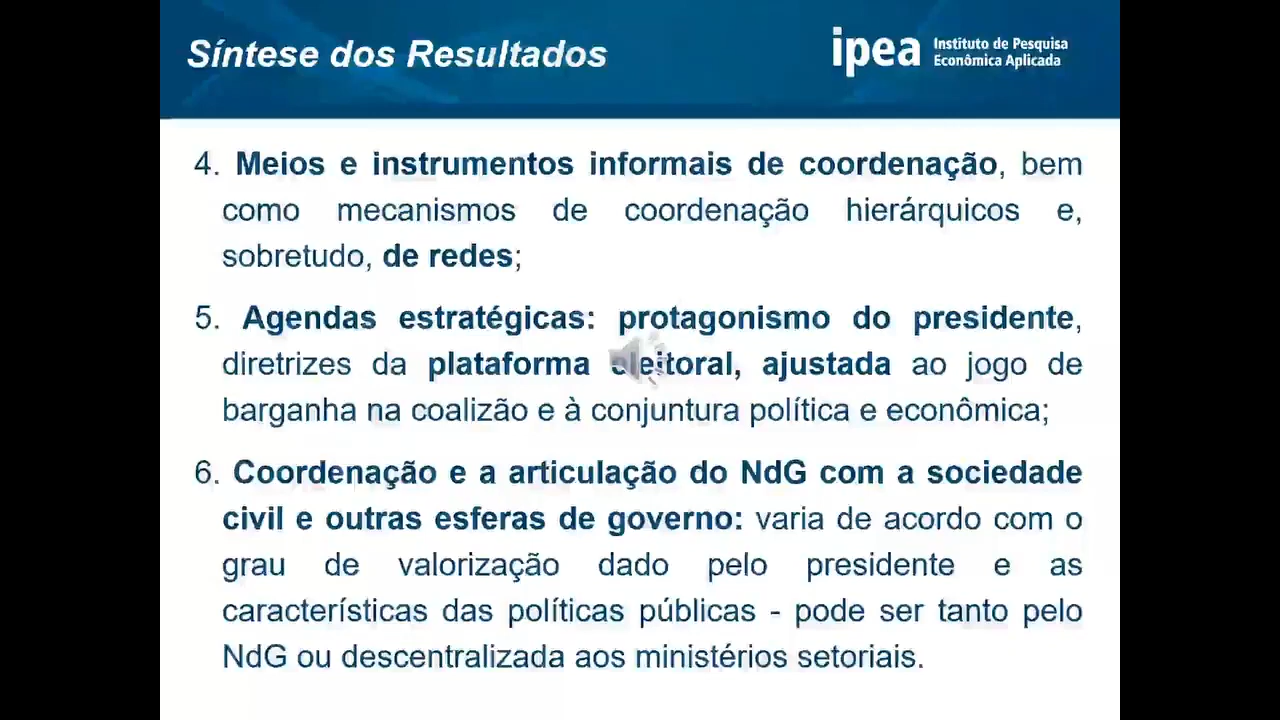 Síntese dos Resultados
ipea
Instituto de Pesquisa
Econômica Aplicada
4. Meios e instrumentos informais de coordenação, bem
como mecanismos de coordenação hierárquicos e,
sobretudo, de redes;
5. Agendas estratégicas: protagonismo do presidente,
diretrizes da plataforma eleitoral, ajustada ao jogo de
barganha na coalizão e à conjuntura política e econômica;
6. Coordenação e a articulação do NdG com a sociedade
civil e outras esferas de governo: varia de acordo com o
grau de valorização dado pelo presidente e as
características das políticas públicas - pode ser tanto pelo
NdG ou descentralizada aos ministérios setoriais.